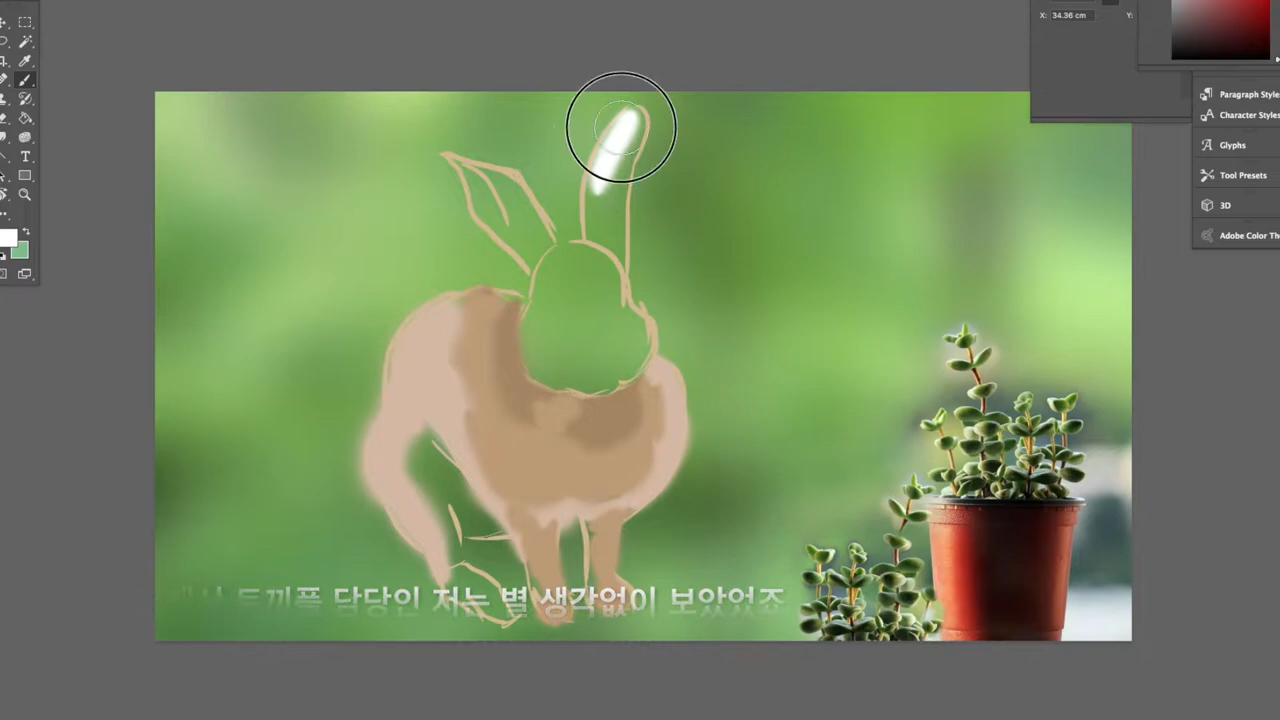 X: 34.36 cm Y:
Paragraph Style
Character Styles
Glyphs
Tool Presets
3D
Adobe Color Th
토끼풀 담당인 저는 별 생각없이 보았었죠